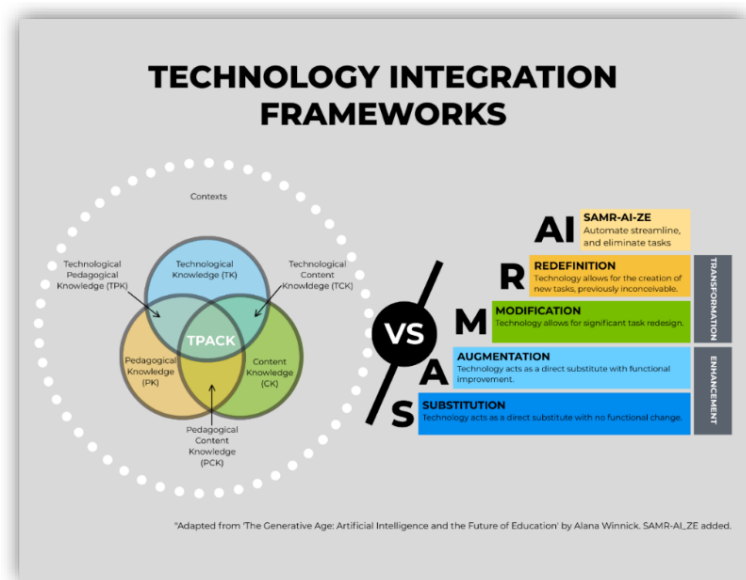 TECHNOLOGY INTEGRATION
FRAMEWORKS
Contexts
Technological
Pedagogical
Knowledge (TPK)
Technological
Knowledge (TK)
Technological
Content
Knowldege (TCK)
TPACK
Pedagogical
Knowledge
(PK)
Content
Knowledge
(CK)
Pedagogical
Content
Knowledge
(PCK)
VS
AI
SAMR-AI-ZE
Automate streamline,
and eliminate tasks
R
REDEFINITION
Technology allows for the creation of
new tasks, previously inconceivable.
M
MODIFICATION
Technology allows for significant task redesign.
TRANSFORMATION
A
AUGMENTATION
Technology acts as a direct substitute with functional
improvement.
S
SUBSTITUTION
Technology acts as a direct substitute with no functional change.
ENHANCEMENT
"Adapted from 'The Generative Age: Artificial Intelligence and the Future of Education' by Alana Winnick. SAMR-AI_ZE added.